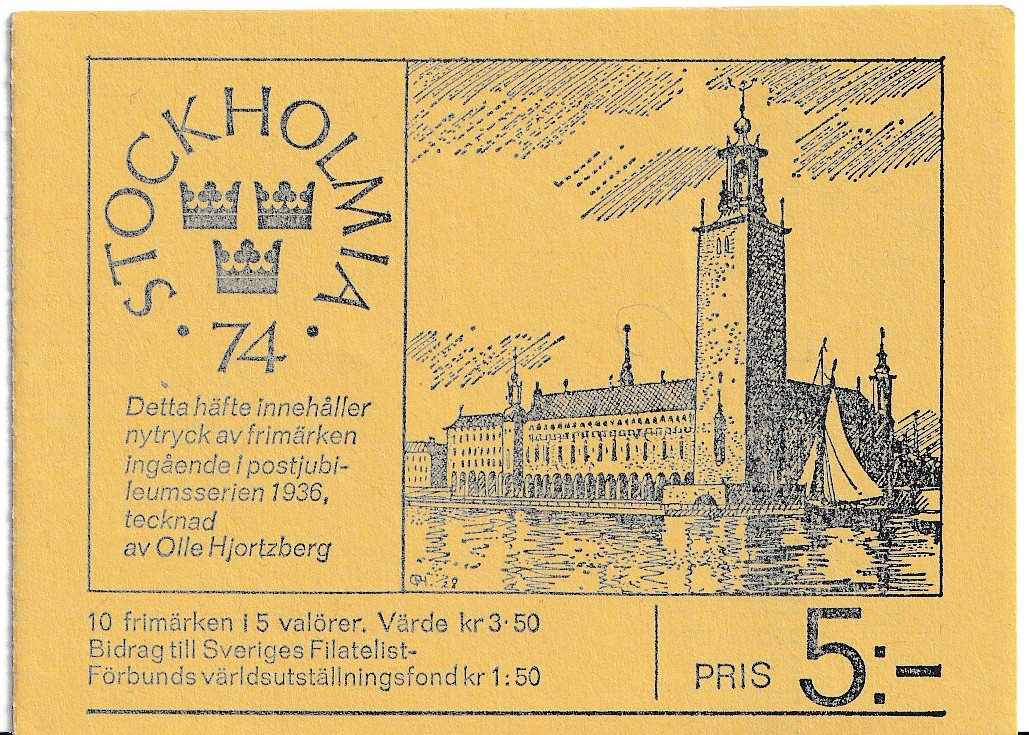 STOCKHOLMIA
74
Detta häfte innehåller
nytryck av frimärken
ingående i postjubi-
leumsserien 1936,
tecknad
av Olle Hjortzberg
10 frimärken i 5 valörer. Värde kr 3·50
Bidrag till Sveriges Filatelist-
Förbunds världsutställningsfond kr 1:50
PRIS 5:-